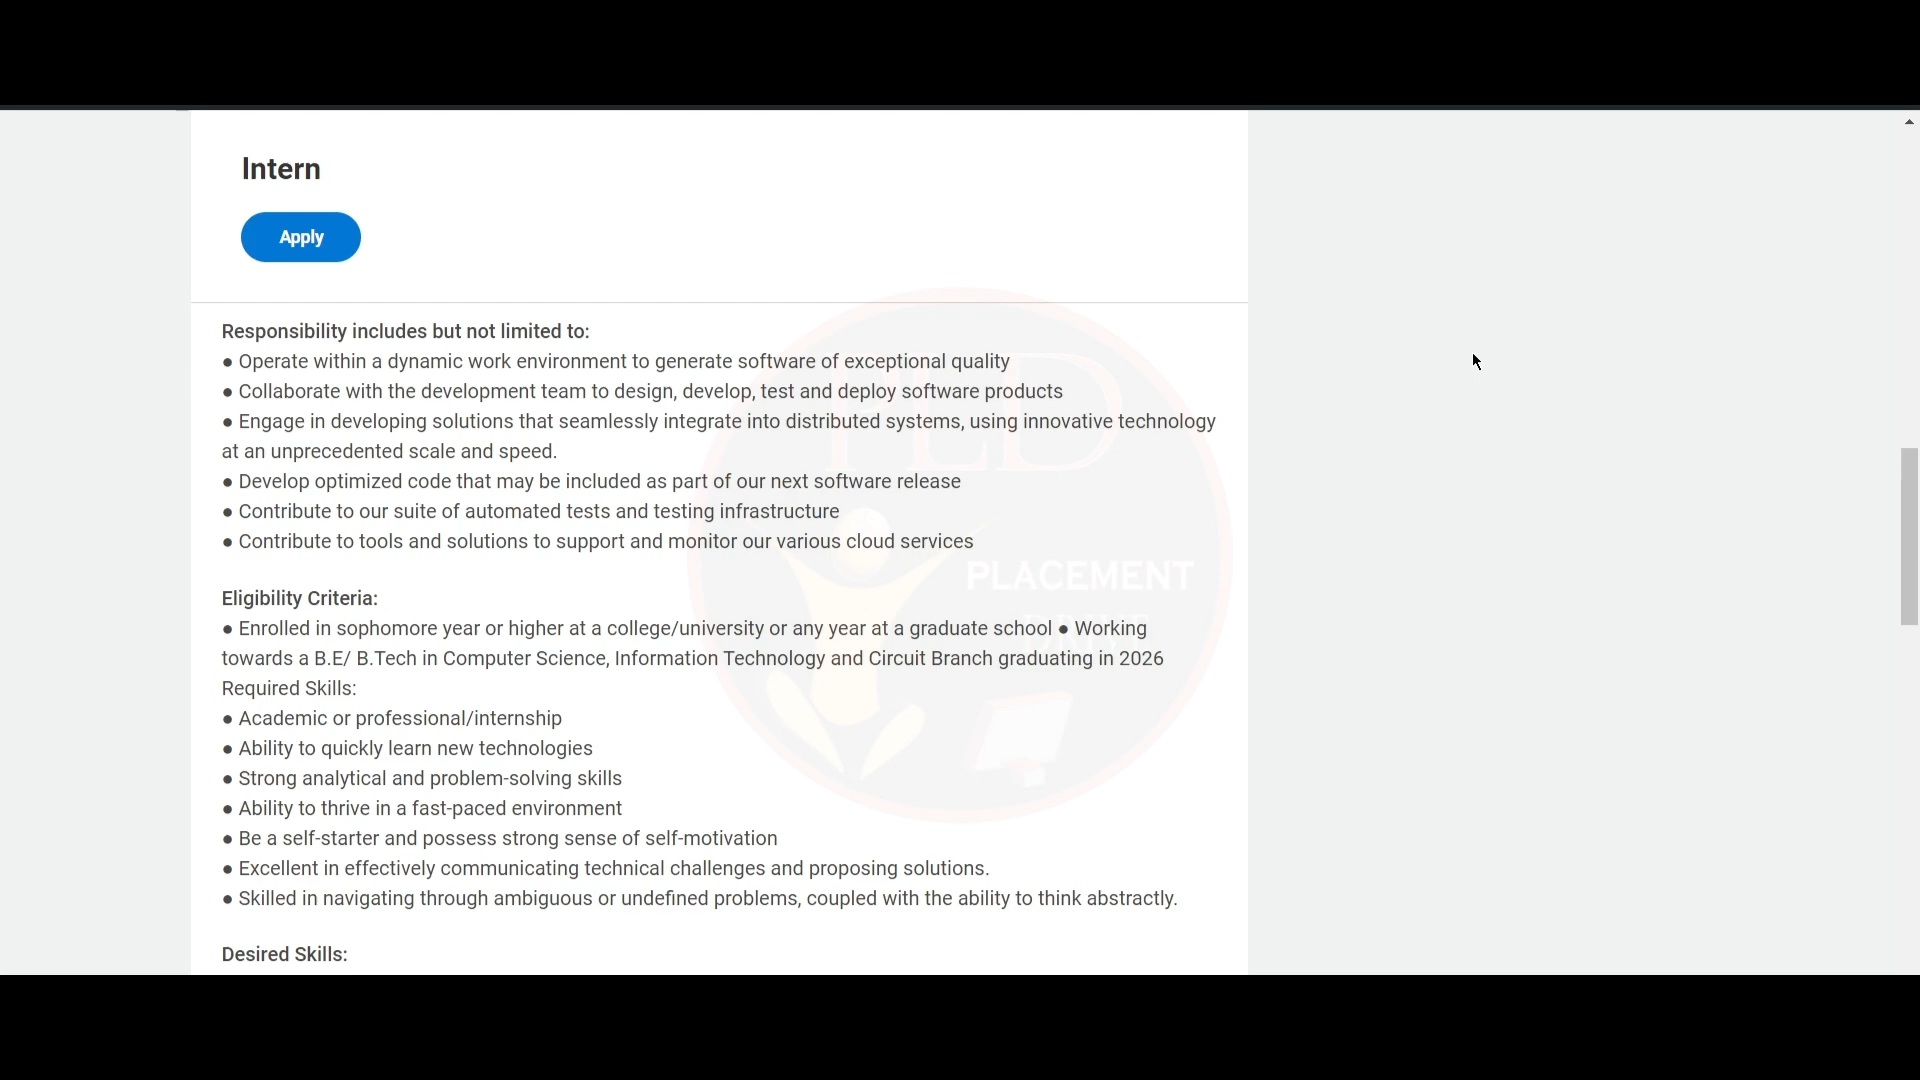 Intern
Apply
Responsibility includes but not limited to:
● Operate within a dynamic work environment to generate software of exceptional quality
● Collaborate with the development team to design, develop, test and deploy software products
● Engage in developing solutions that seamlessly integrate into distributed systems, using innovative technology
at an unprecedented scale and speed.
● Develop optimized code that may be included as part of our next software release
● Contribute to our suite of automated tests and testing infrastructure
● Contribute to tools and solutions to support and monitor our various cloud services
PLD
PLACEMENT
DRIVE
Eligibility Criteria:
● Enrolled in sophomore year or higher at a college/university or any year at a graduate school ● Working
towards a B.E/ B.Tech in Computer Science, Information Technology and Circuit Branch graduating in 2026
Required Skills:
● Academic or professional/internship
● Ability to quickly learn new technologies
● Strong analytical and problem-solving skills
● Ability to thrive in a fast-paced environment
● Be a self-starter and possess strong sense of self-motivation
● Excellent in effectively communicating technical challenges and proposing solutions.
● Skilled in navigating through ambiguous or undefined problems, coupled with the ability to think abstractly.
Desired Skills: